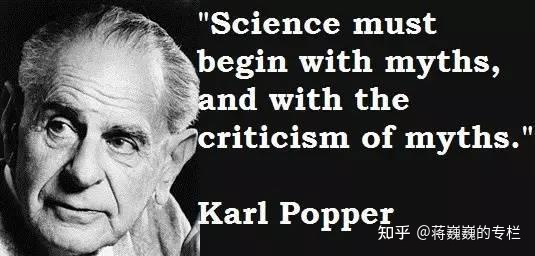 "Science must
begin with myths,
and with the
criticism of myths."
Karl Popper
知乎 @蒋巍巍的专栏